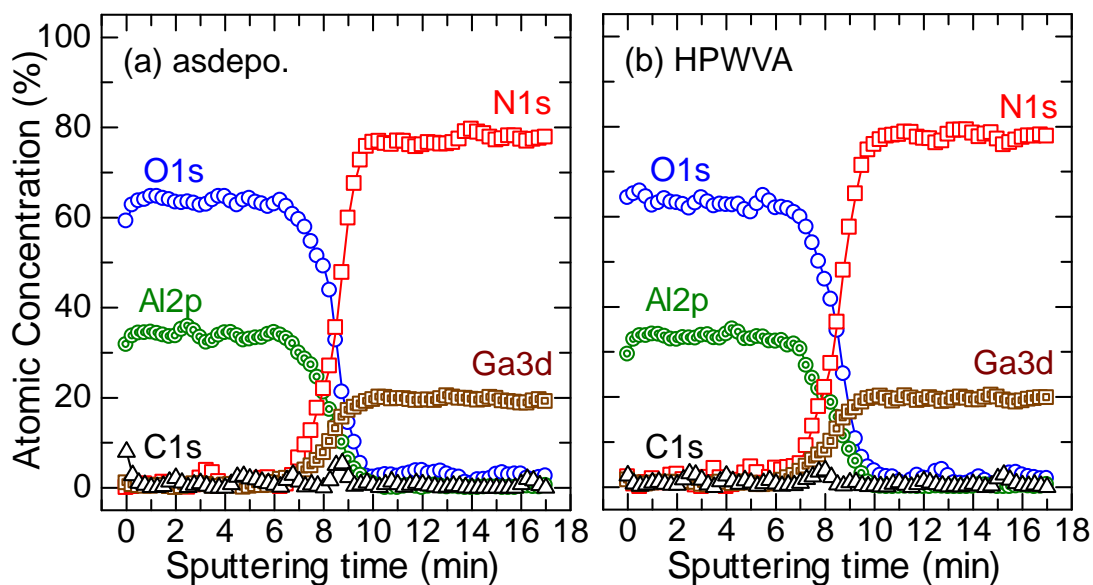 Atomic Concentration (%)
100
80
60
40
20
0
(a) asdepo.
N1s
O1s
Al2p
Ga3d
C1s
0 2 4 6 8 10 12 14 16 18
Sputtering time (min)
(b) HPWVA
N1s
O1s
Al2p
Ga3d
C1s
0 2 4 6 8 10 12 14 16 18
Sputtering time (min)